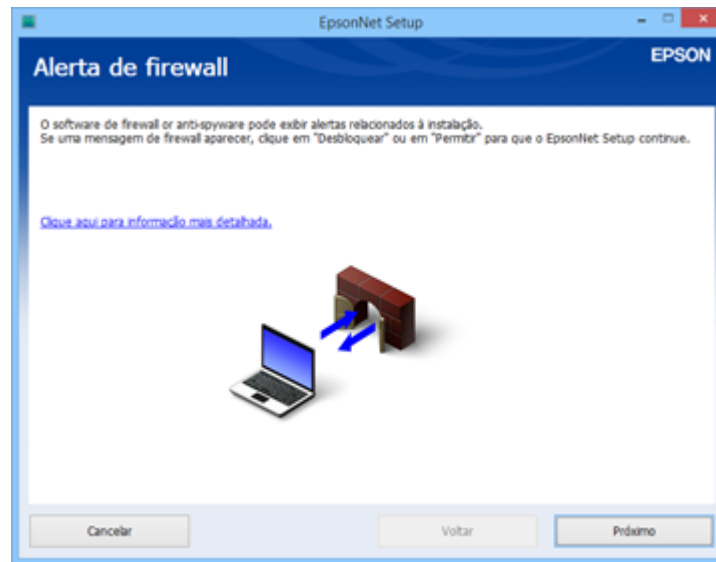 EpsonNet Setup
Alerta de firewall
EPSON
O software de firewall or anti-spyware pode exibir alertas relacionados à instalação.
Se uma mensagem de firewall aparecer, clique em "Desbloquear" ou em "Permitir" para que o EpsonNet Setup continue.
Clique aqui para informação mais detalhada.
Cancelar
Voltar
Próximo